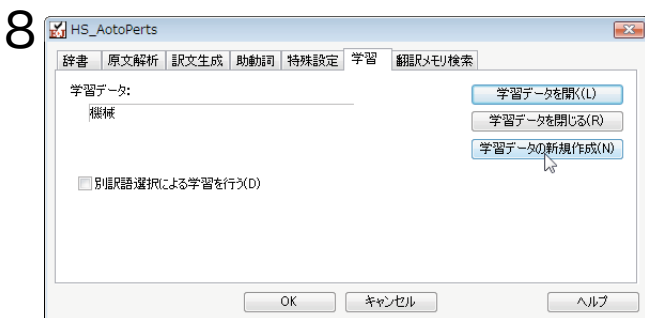 8
HS_AotoPerts
辞書 原文解析 訳文生成 助動詞 特殊設定 学習 翻訳メモリ検索
学習データ:
機械
学習データを開く(L)
学習データを閉じる(R)
学習データの新規作成(N)
別訳語選択による学習を行う(D)
OK キャンセル ヘルプ